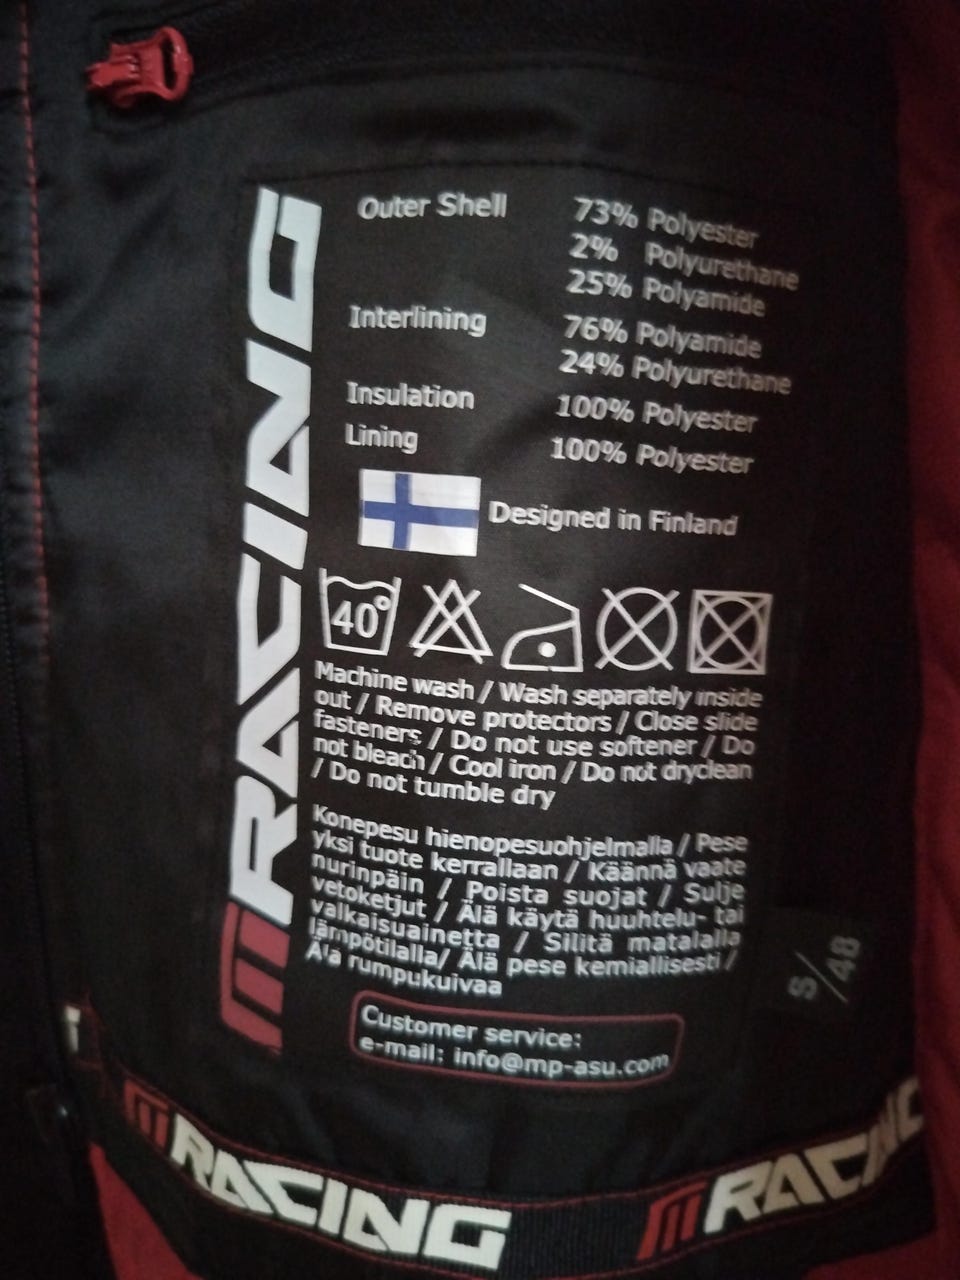 RACING
Outer Shell 73% Polyester
2% Polyurethane
25% Polyamide
Interlining 76% Polyamide
24% Polyurethane
Insulation 100% Polyester
Lining 100% Polyester
Designed in Finland
40°
Machine wash / Wash separately inside
out / Remove protectors / Close slide
fasteners / Do not use softener / Do
not bleach / Cool iron / Do not dryclean
/ Do not tumble dry
Konepesu hienopesuohjelmalla / Pese
yksi tuote kerrallaan / Käännä vaate
nurinpäin / Poista suojat / Sulje
vetoketjut / Älä käytä huuhtelu- tai
valkaisuainetta / Silitä matalalla
lämpötilalla/ Älä pese kemiallisesti /
Älä rumpukuivaa
S/48
Customer service:
e-mail: info@mp-asu.com
RACING
RACING